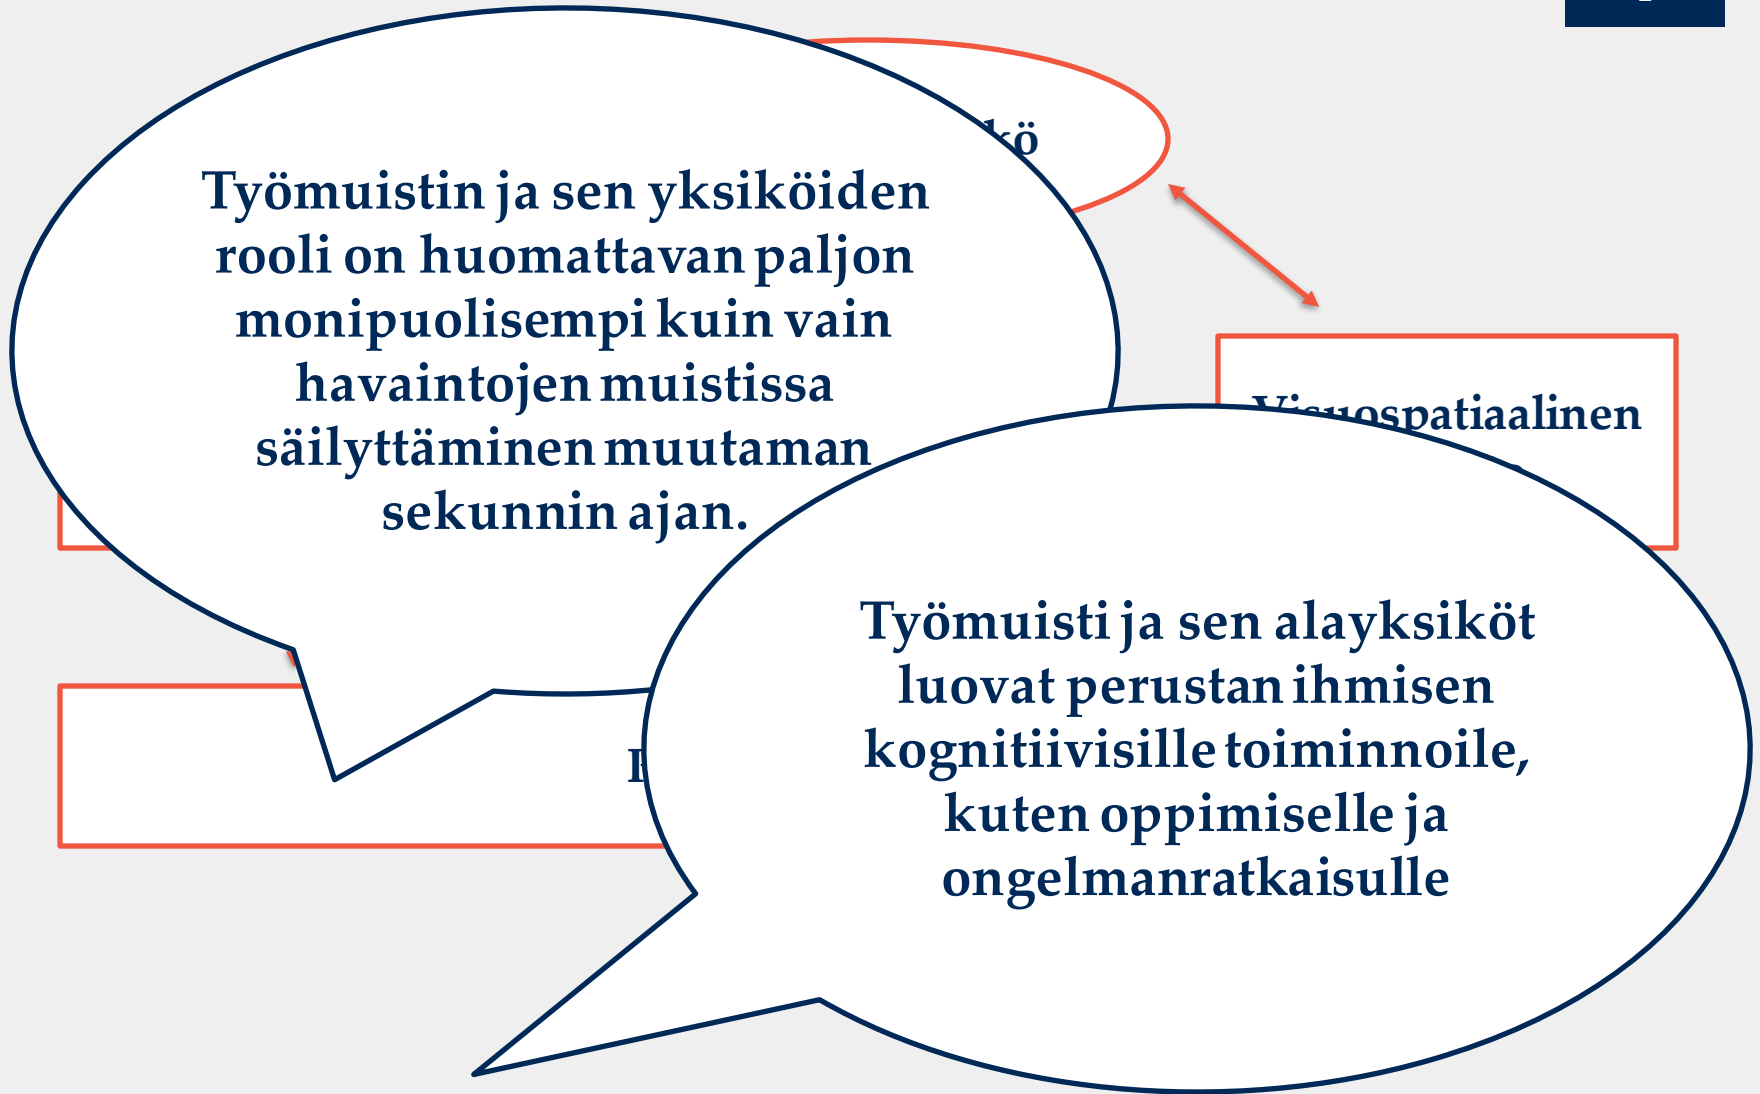 Työmuistin ja sen yksiköiden
rooli on huomattavan paljon
monipuolisempi kuin vain
havaintojen muistissa
säilyttäminen muutaman
sekunnin ajan.
Visuospatiaalinen
Työmuisti ja sen alayksiköt
luovat perustan ihmisen
kognitiivisille toiminnoile,
kuten oppimiselle ja
ongelmanratkaisulle